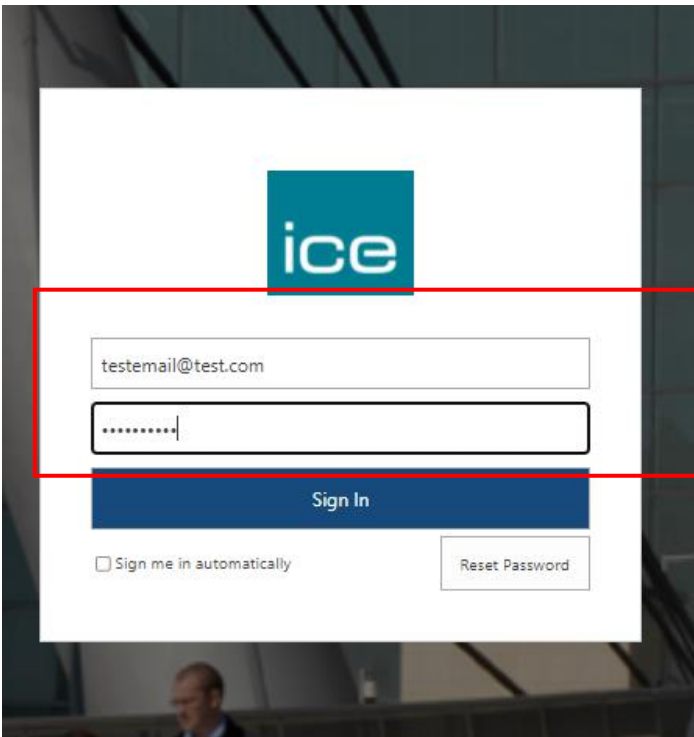 ice
testemail@test.com
••••••••••
Sign In
Sign me in automatically
Reset Password